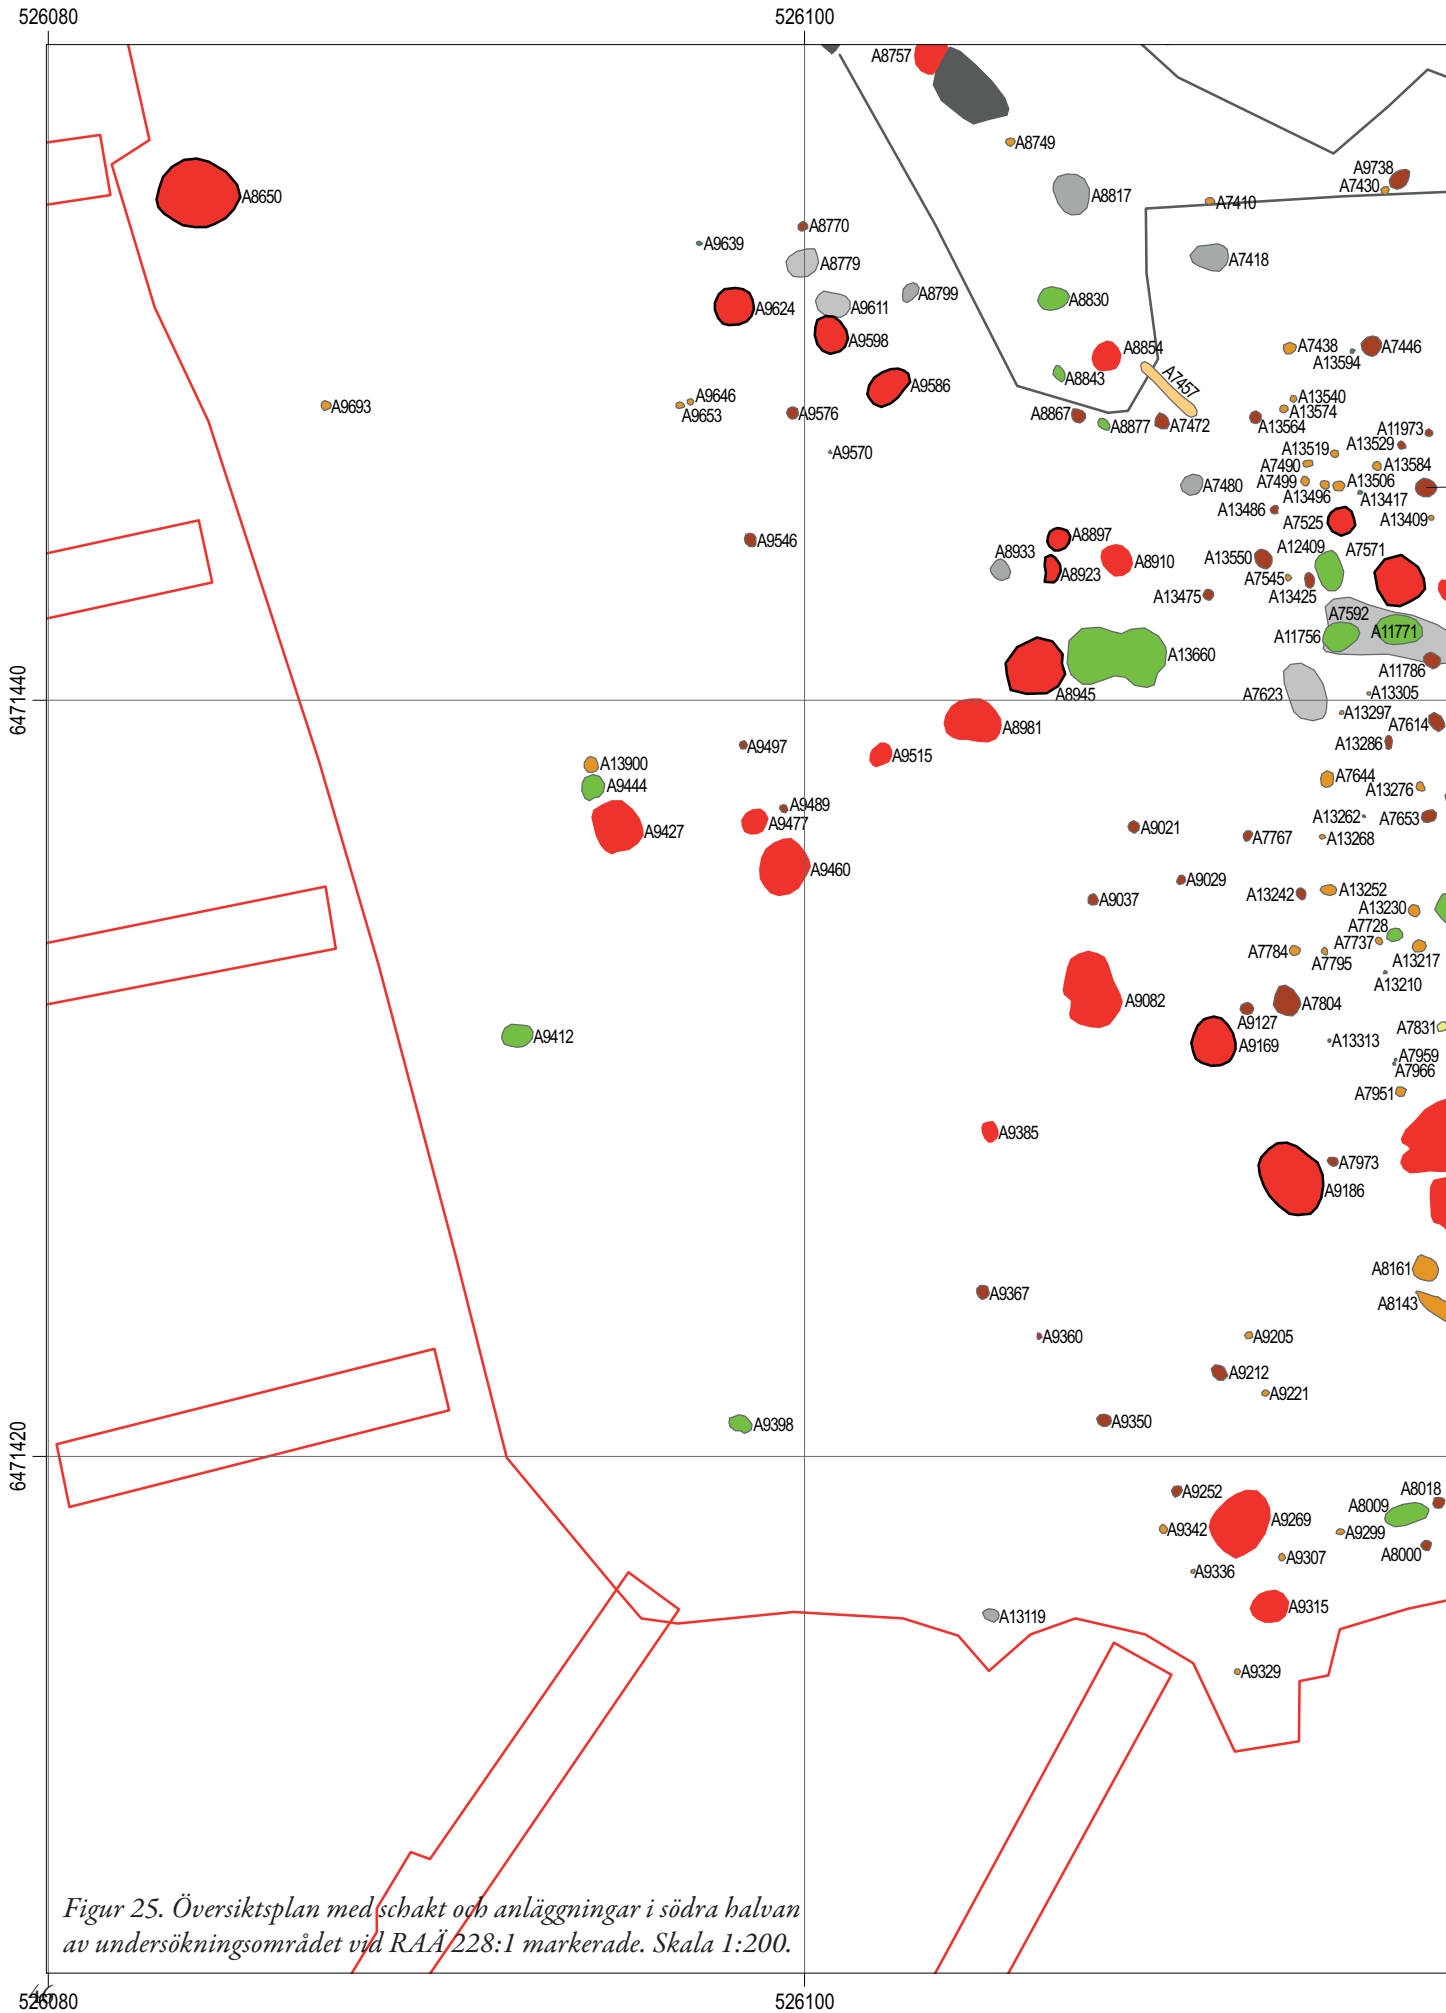 526080
526100
A8757
A8749
A9738
A7430
A8650
A8817
A7410
A8770
A9639
A8779
A7418
A8799
A8830
A9624
A9611
A9598
A8854
A7438
A13594
A7446
A8843
A7457
A9586
A9693
A9646
A9653
A9576
A8867
A8877
A7472
A13540
A13574
A13564
A11973
A9570
A13519
A13529
A7490
A13584
A7499
A13506
A7480
A13496
A13417
A13486
A7525
A13409
A9546
A8897
A8933
A8910
A13550
A12409
A7571
A8923
A7545
A13425
A13475
A7592
A11756
A11771
A13660
A11786
6471440
A8945
A7623
A13305
A13297
A8981
A7614
A9497
A9515
A13286
A13900
A9444
A7644
A13276
A9489
A9477
A9427
A13262
A7653
A9021
A7767
A13268
A9460
A9029
A9037
A13242
A13252
A13230
A7728
A7737
A7784
A7795
A13217
A13210
A9082
A7804
A9127
A9412
A9169
A13313
A7831
A7959
A7966
A7951
A9385
A7973
A9186
A8161
A9367
A8143
A9360
A9205
A9212
A9221
A9398
A9350
6471420
A9252
A8018
A8009
A9269
A9342
A9299
A9307
A8000
A9336
A13119
A9315
A9329
Figur 25. Översiktsplan med schakt och anläggningar i södra halvan
av undersökningsområdet vid RAÄ 228:1 markerade. Skala 1:200.
46
526080
526100